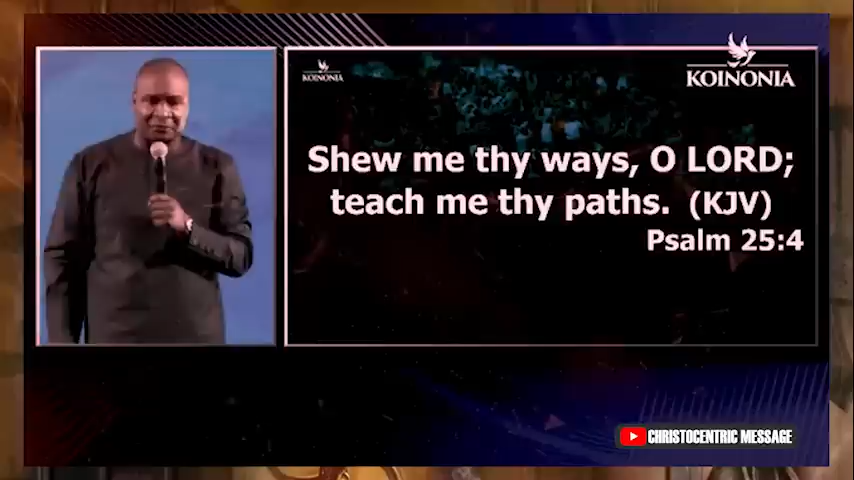 KOINONIA
KOINONIA
Shew me thy ways, O LORD;
teach me thy paths. (KJV)
Psalm 25:4
CHRISTOCENTRIC MESSAGE